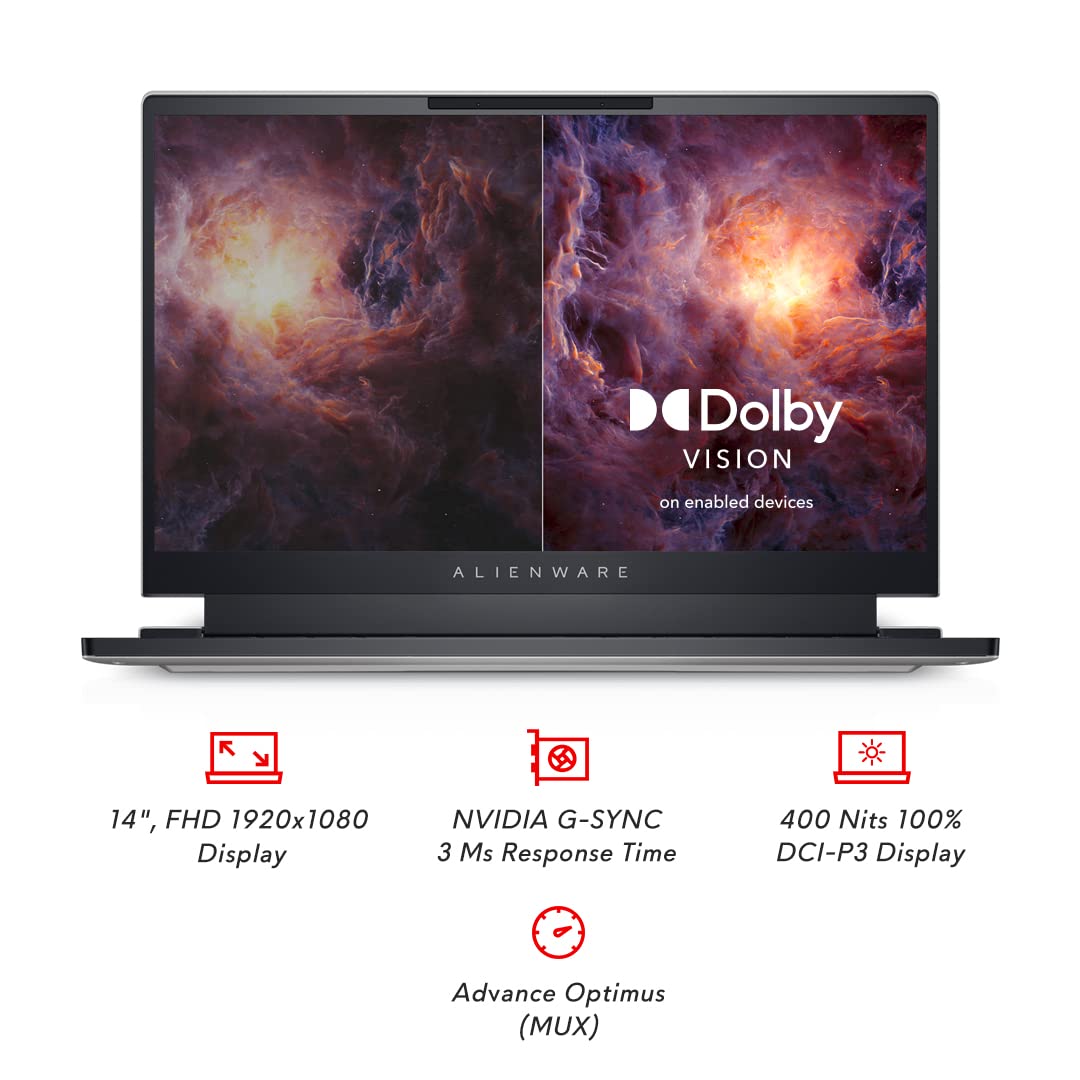 Dolby
VISION
on enabled devices
ALIENWARE
14", FHD 1920x1080
Display
NVIDIA G-SYNC
3 Ms Response Time
400 Nits 100%
DCI-P3 Display
Advance Optimus
(MUX)